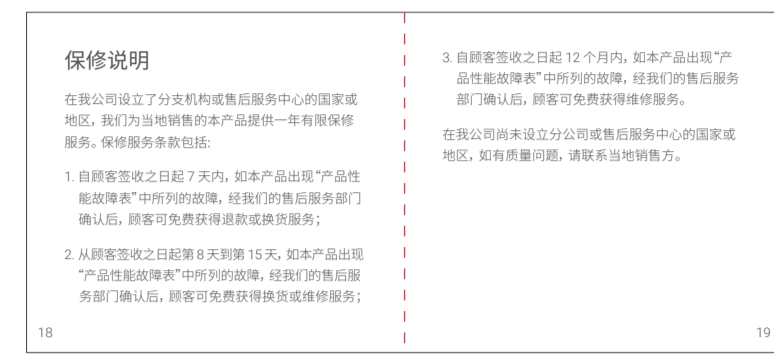 保修说明
在我公司设立了分支机构或售后服务中心的国家或
地区，我们为当地销售的本产品提供一年有限保修
服务。保修服务条款包括:
1. 自顾客签收之日起 7 天内，如本产品出现“产品性
能故障表”中所列的故障，经我们的售后服务部门
确认后，顾客可免费获得退款或换货服务；
2. 从顾客签收之日起第 8 天到第 15 天，如本产品出现
“产品性能故障表”中所列的故障，经我们的售后服
务部门确认后，顾客可免费获得换货或维修服务；
18
3. 自顾客签收之日起 12 个月内，如本产品出现“产
品性能故障表”中所列的故障，经我们的售后服务
部门确认后，顾客可免费获得维修服务。
在我公司尚未设立分公司或售后服务中心的国家或
地区，如有质量问题，请联系当地销售方。
19